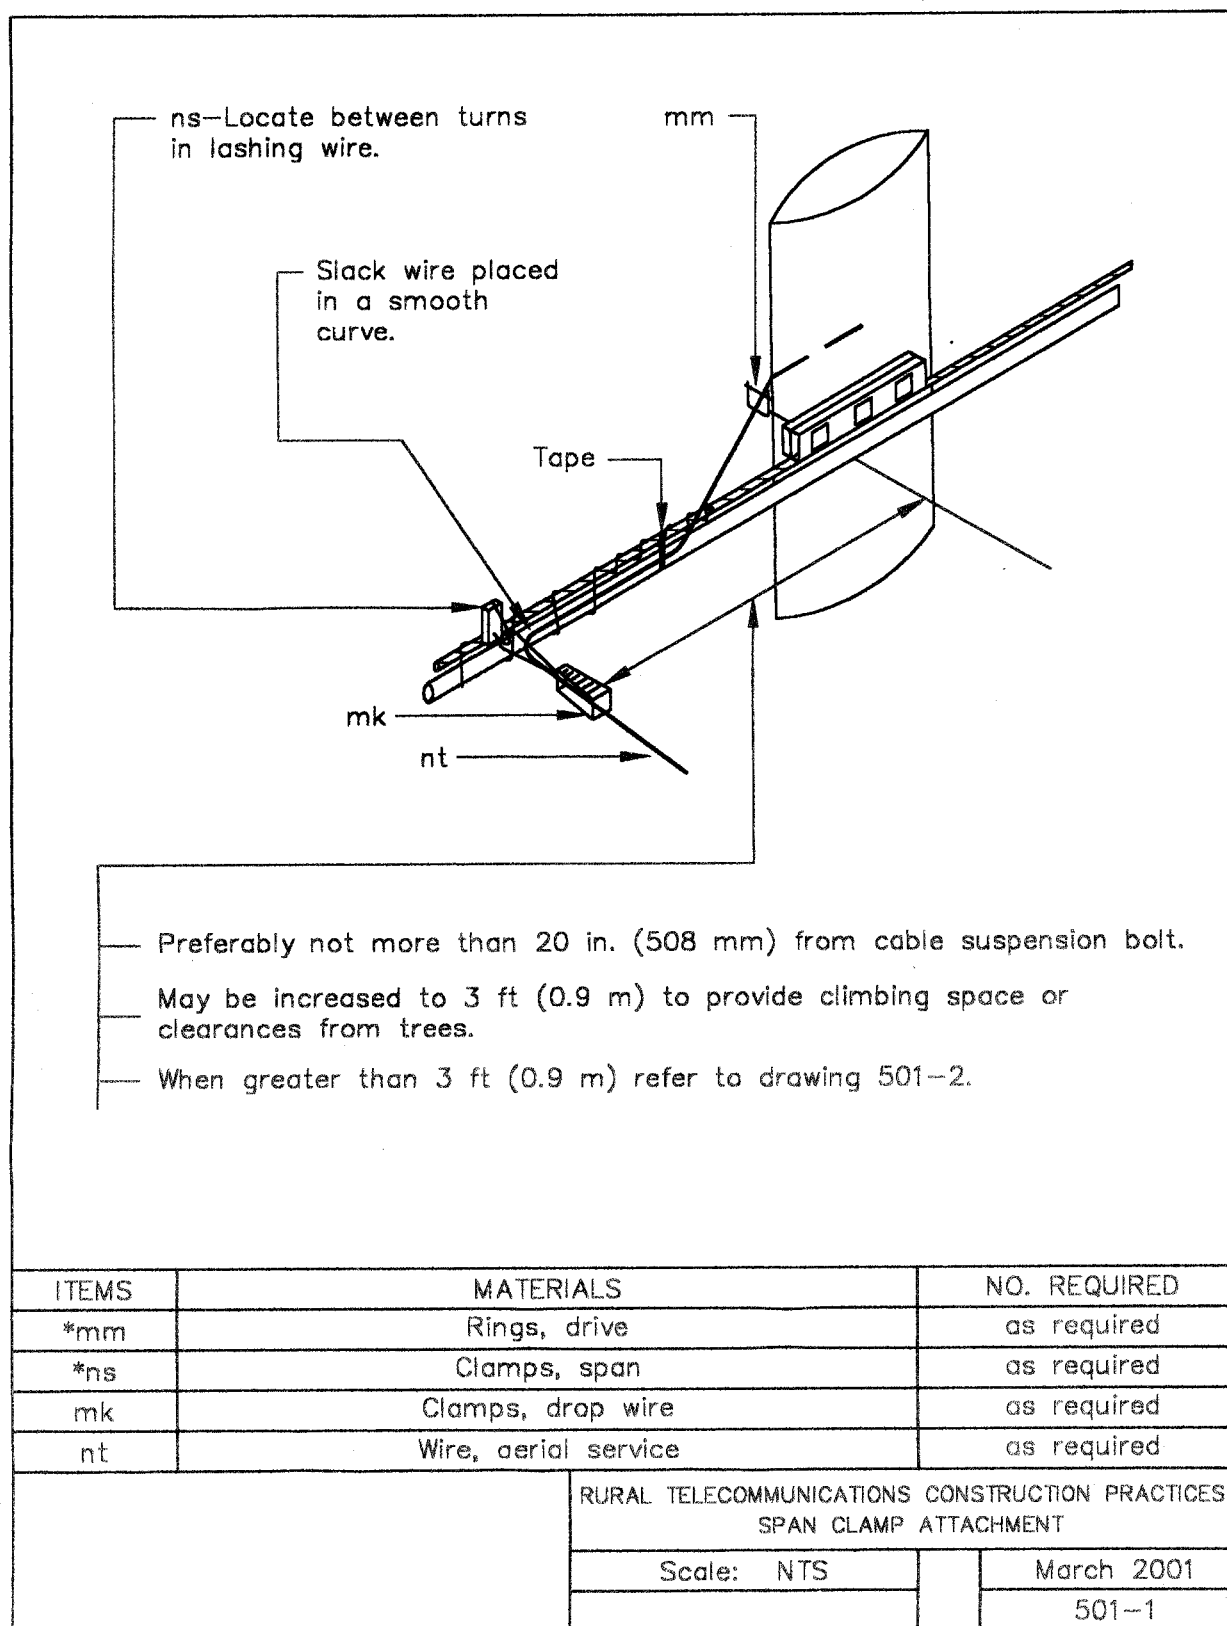 ns-Locate between turns
in lashing wire.
mm
Slack wire placed
in a smooth
curve.
Tape
mk
nt
Preferably not more than 20 in. (508 mm) from cable suspension bolt.
May be increased to 3 ft (0.9 m) to provide climbing space or
clearances from trees.
When greater than 3 ft (0.9 m) refer to drawing 501-2.
ITEMS MATERIALS NO. REQUIRED
*mm Rings, drive as required
*ns Clamps, span as required
mk Clamps, drop wire as required
nt Wire, aerial service as required
RURAL TELECOMMUNICATIONS CONSTRUCTION PRACTICES
SPAN CLAMP ATTACHMENT
Scale: NTS March 2001
501-1